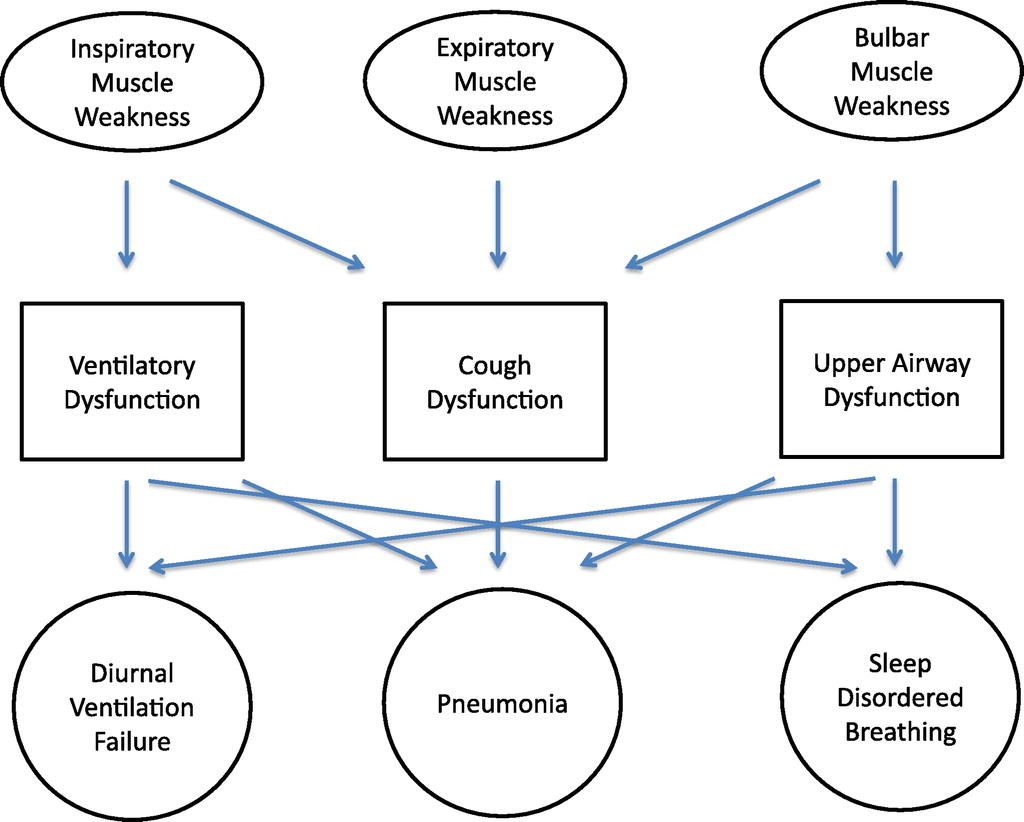 Inspiratory
Muscle
Weakness
Expiratory
Muscle
Weakness
Bulbar
Muscle
Weakness
Ventilatory
Dysfunction
Cough
Dysfunction
Upper Airway
Dysfunction
Diurnal
Ventilation
Failure
Pneumonia
Sleep
Disordered
Breathing